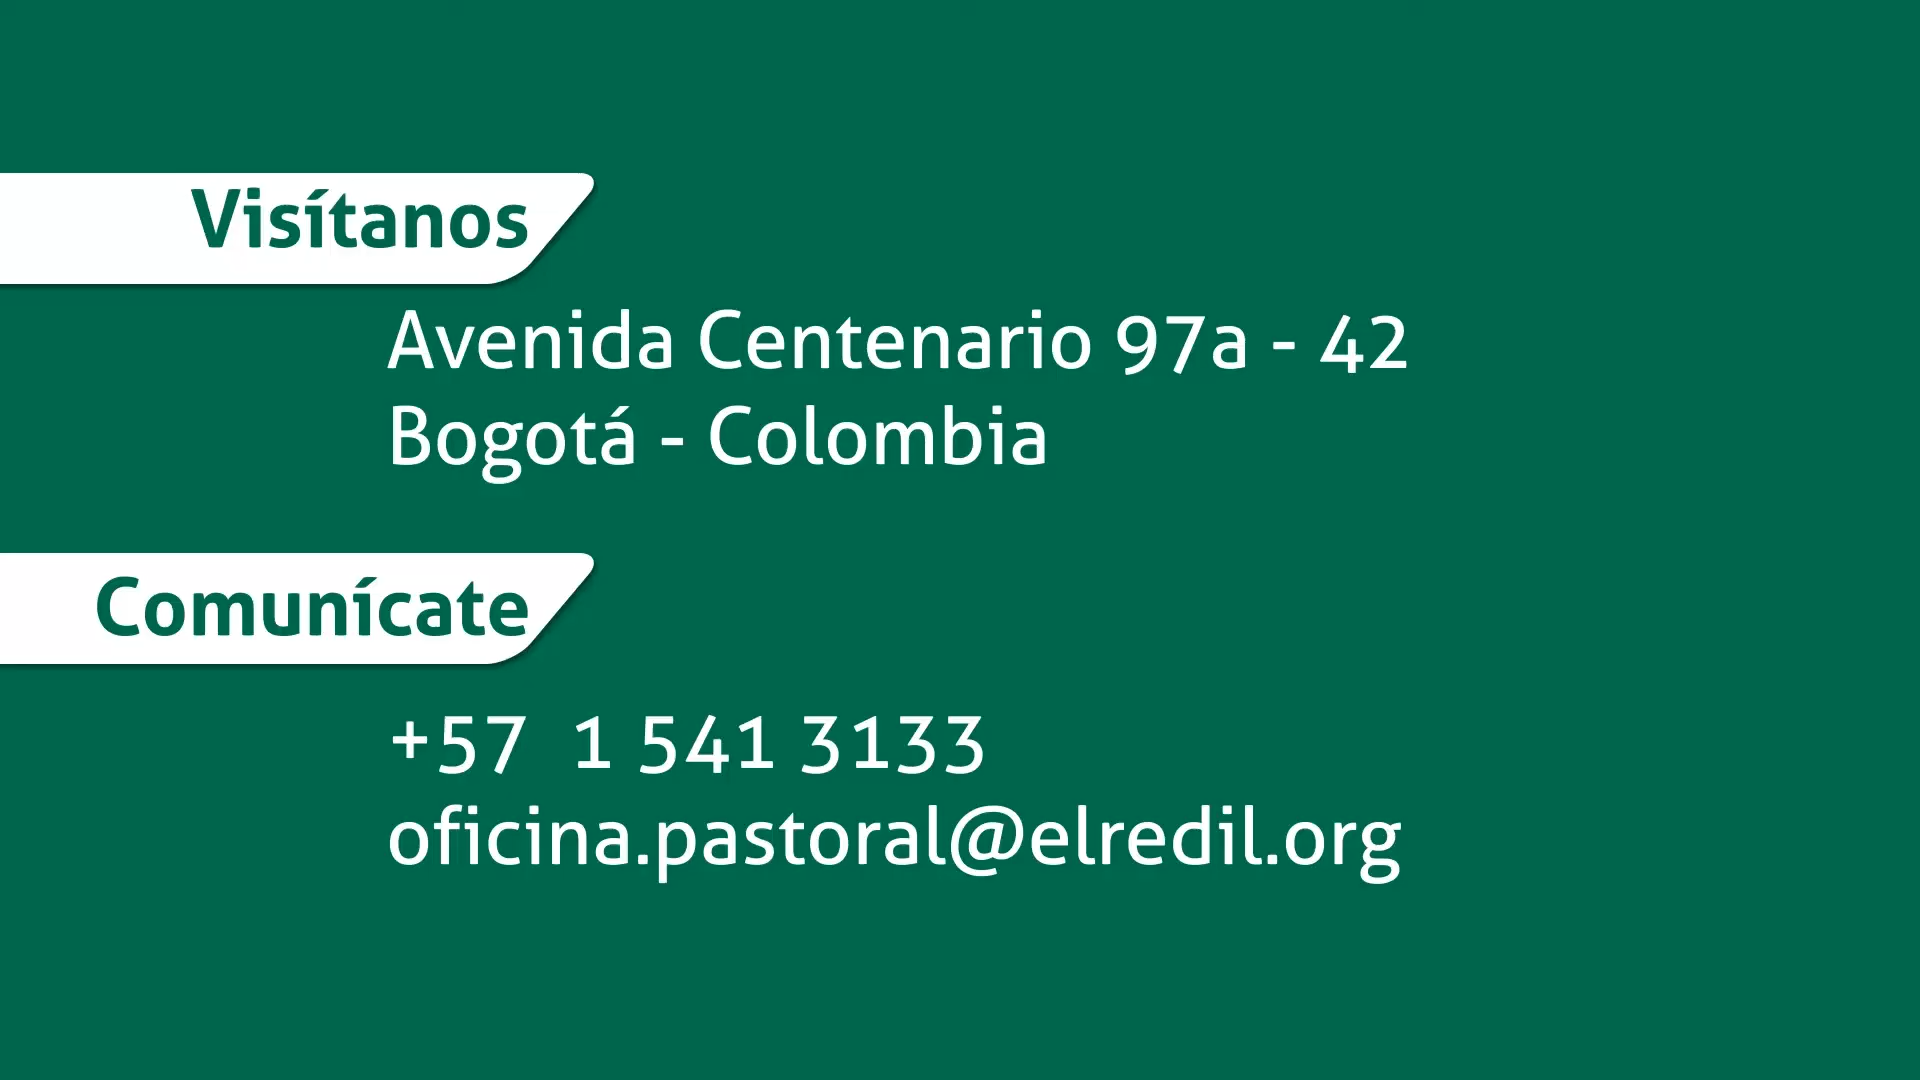 Visítanos
Avenida Centenario 97a - 42
Bogotá - Colombia
Comunícate
+57  1 541 3133
oficina.pastoral@elredil.org